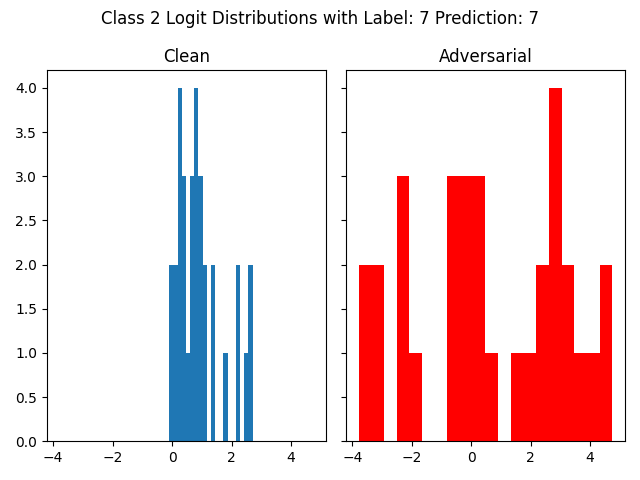 Class 2 Logit Distributions with Label: 7 Prediction: 7
Clean
Adversarial
4.0
3.5
3.0
2.5
2.0
1.5
1.0
0.5
0.0
−4 −2 0 2 4
−4 −2 0 2 4